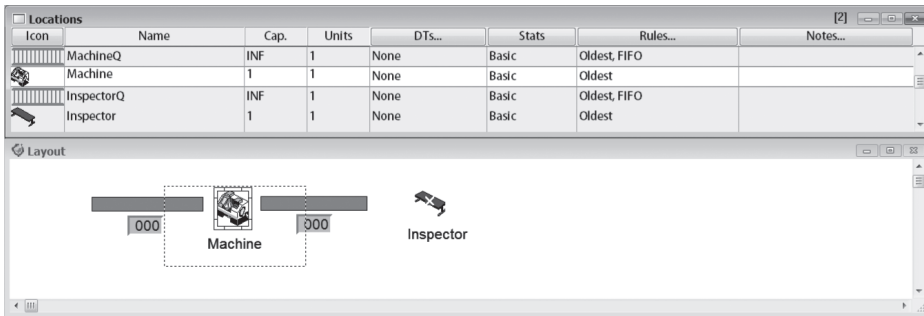 Locations [2]
Icon Name Cap. Units DTs... Stats Rules... Notes...
MachineQ INF 1 None Basic Oldest, FIFO
Machine 1 1 None Basic Oldest
InspectorQ INF 1 None Basic Oldest, FIFO
Inspector 1 1 None Basic Oldest
Layout
000 000
Machine Inspector